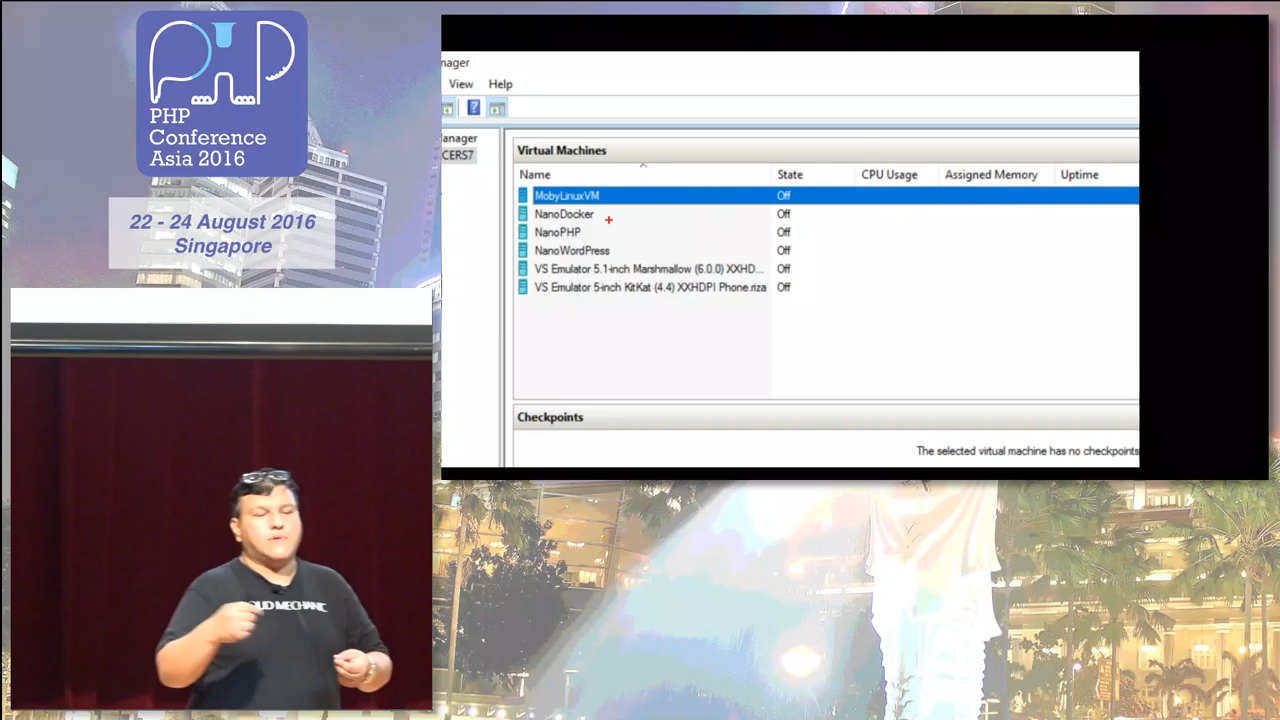 PHP
PHP
Conference
Asia 2016
22 - 24 August 2016
Singapore
nager
View Help
anager
CERS7
Virtual Machines
Name State CPU Usage Assigned Memory Uptime
MobyLinuxVM Off
NanoDocker Off
NanoPHP Off
NanoWordPress Off
VS Emulator 5.1-inch Marshmallow (6.0.0) XXHD... Off
VS Emulator 5-inch KitKat (4.4) XXHDPI Phone.riza Off
Checkpoints
The selected virtual machine has no checkpoints
OUD MECHANIC